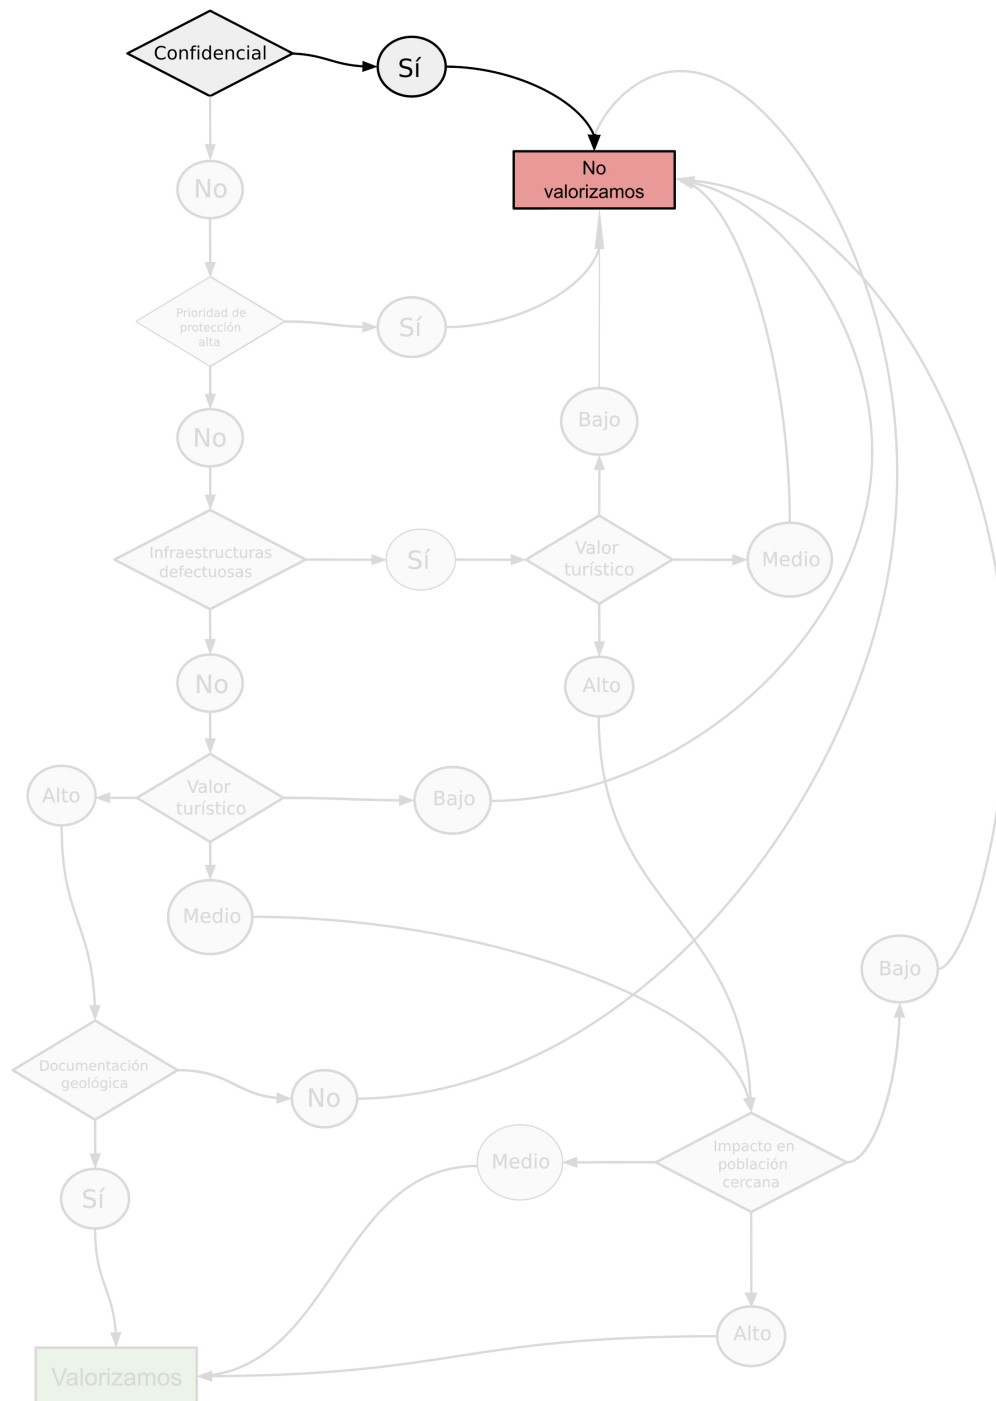 Confidencial
Sí
No
valorizamos
No
Prioridad de
protección
alta
Sí
No
Bajo
Infraestructuras
defectuosas
Sí
Valor
turístico
Medio
No
Alto
Alto
Valor
turístico
Bajo
Medio
Bajo
Documentación
geológica
No
Medio
Impacto en
población
cercana
Sí
Alto
Valorizamos